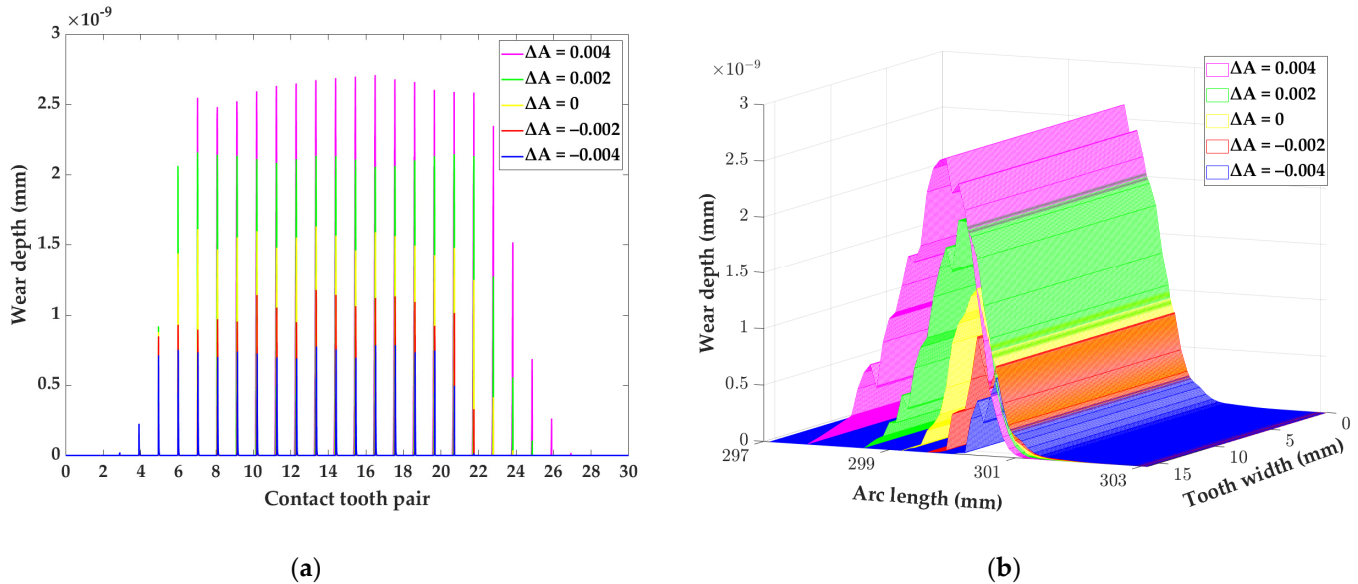 ×10⁻⁹
3
2.5
2
1.5
1
0.5
0
0 2 4 6 8 10 12 14 16 18 20 22 24 26 28 30
Wear depth (mm)
Contact tooth pair
ΔA = 0.004
ΔA = 0.002
ΔA = 0
ΔA = −0.002
ΔA = −0.004
(a)
×10⁻⁹
3
2.5
2
1.5
1
0.5
0
Wear depth (mm)
297
299
301
303
Arc length (mm)
15
10
5
0
Tooth width (mm)
ΔA = 0.004
ΔA = 0.002
ΔA = 0
ΔA = −0.002
ΔA = −0.004
(b)